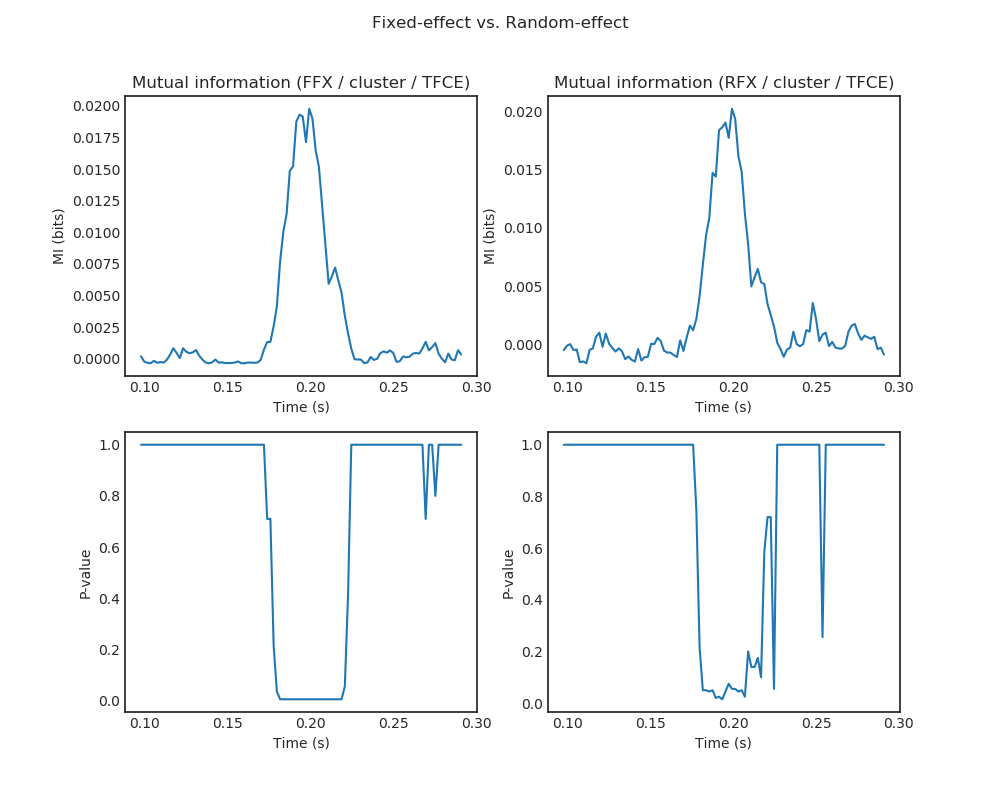 Fixed-effect vs. Random-effect
Mutual information (FFX / cluster / TFCE)
0.0200
0.0175
0.0150
0.0125
0.0100
0.0075
0.0050
0.0025
0.0000
MI (bits)
0.10 0.15 0.20 0.25 0.30
Time (s)
Mutual information (RFX / cluster / TFCE)
0.020
0.015
0.010
0.005
0.000
MI (bits)
0.10 0.15 0.20 0.25 0.30
Time (s)
1.0
0.8
0.6
0.4
0.2
0.0
P-value
0.10 0.15 0.20 0.25 0.30
Time (s)
1.0
0.8
0.6
0.4
0.2
0.0
P-value
0.10 0.15 0.20 0.25 0.30
Time (s)